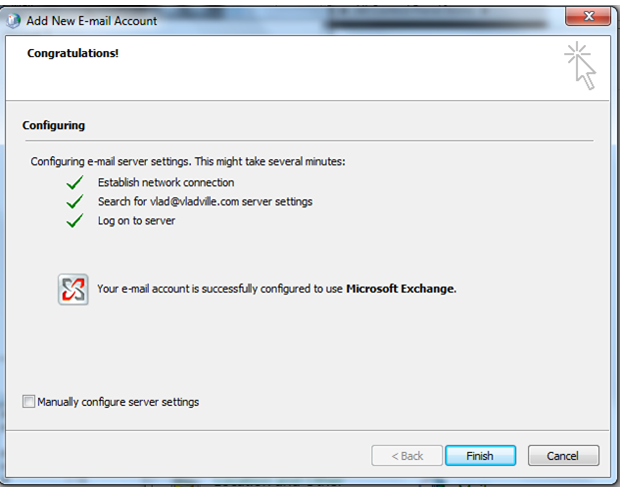 Add New E-mail Account
Congratulations!
Configuring
Configuring e-mail server settings. This might take several minutes:
Establish network connection
Search for vlad@vladville.com server settings
Log on to server
Your e-mail account is successfully configured to use Microsoft Exchange.
Manually configure server settings
< Back
Finish
Cancel